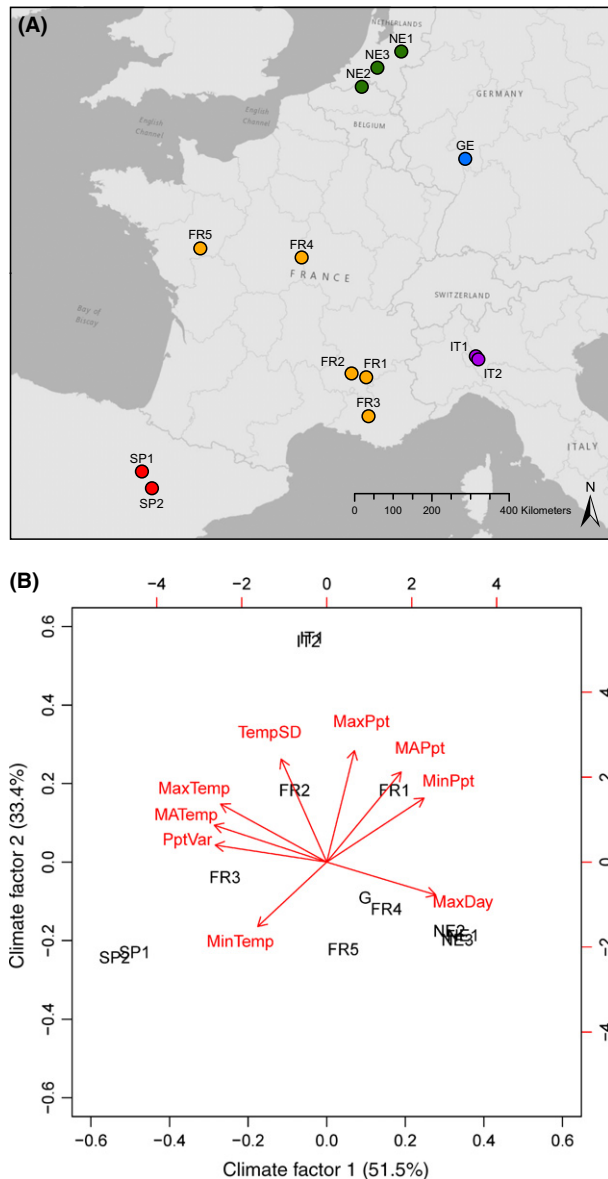 (A)
NETHERLANDS
NE1
NE3
NE2
GERMANY
English
Channel
English
Channel
BELGIUM
GE
FR5
FR4
FRANCE
SWITZERLAND
Bay of
Biscay
IT1
IT2
FR2
FR1
FR3
ITALY
SP1
SP2
N
0 100 200 400 Kilometers
(B)
−4 −2 0 2 4
0.6
IT1
IT2
4
MaxPpt
TempSD
0.4
MAPpt
MinPpt
2
MaxTemp
FR2
FR1
0.2
MATemp
PptVar
0.0
0
FR3
G
MaxDay
FR4
MinTemp
NE2
NE1
NE3
−0.2
−2
SP1
SP2
FR5
−0.4
−4
−0.6
Climate factor 2 (33.4%)
−0.6 −0.4 −0.2 0.0 0.2 0.4 0.6
Climate factor 1 (51.5%)